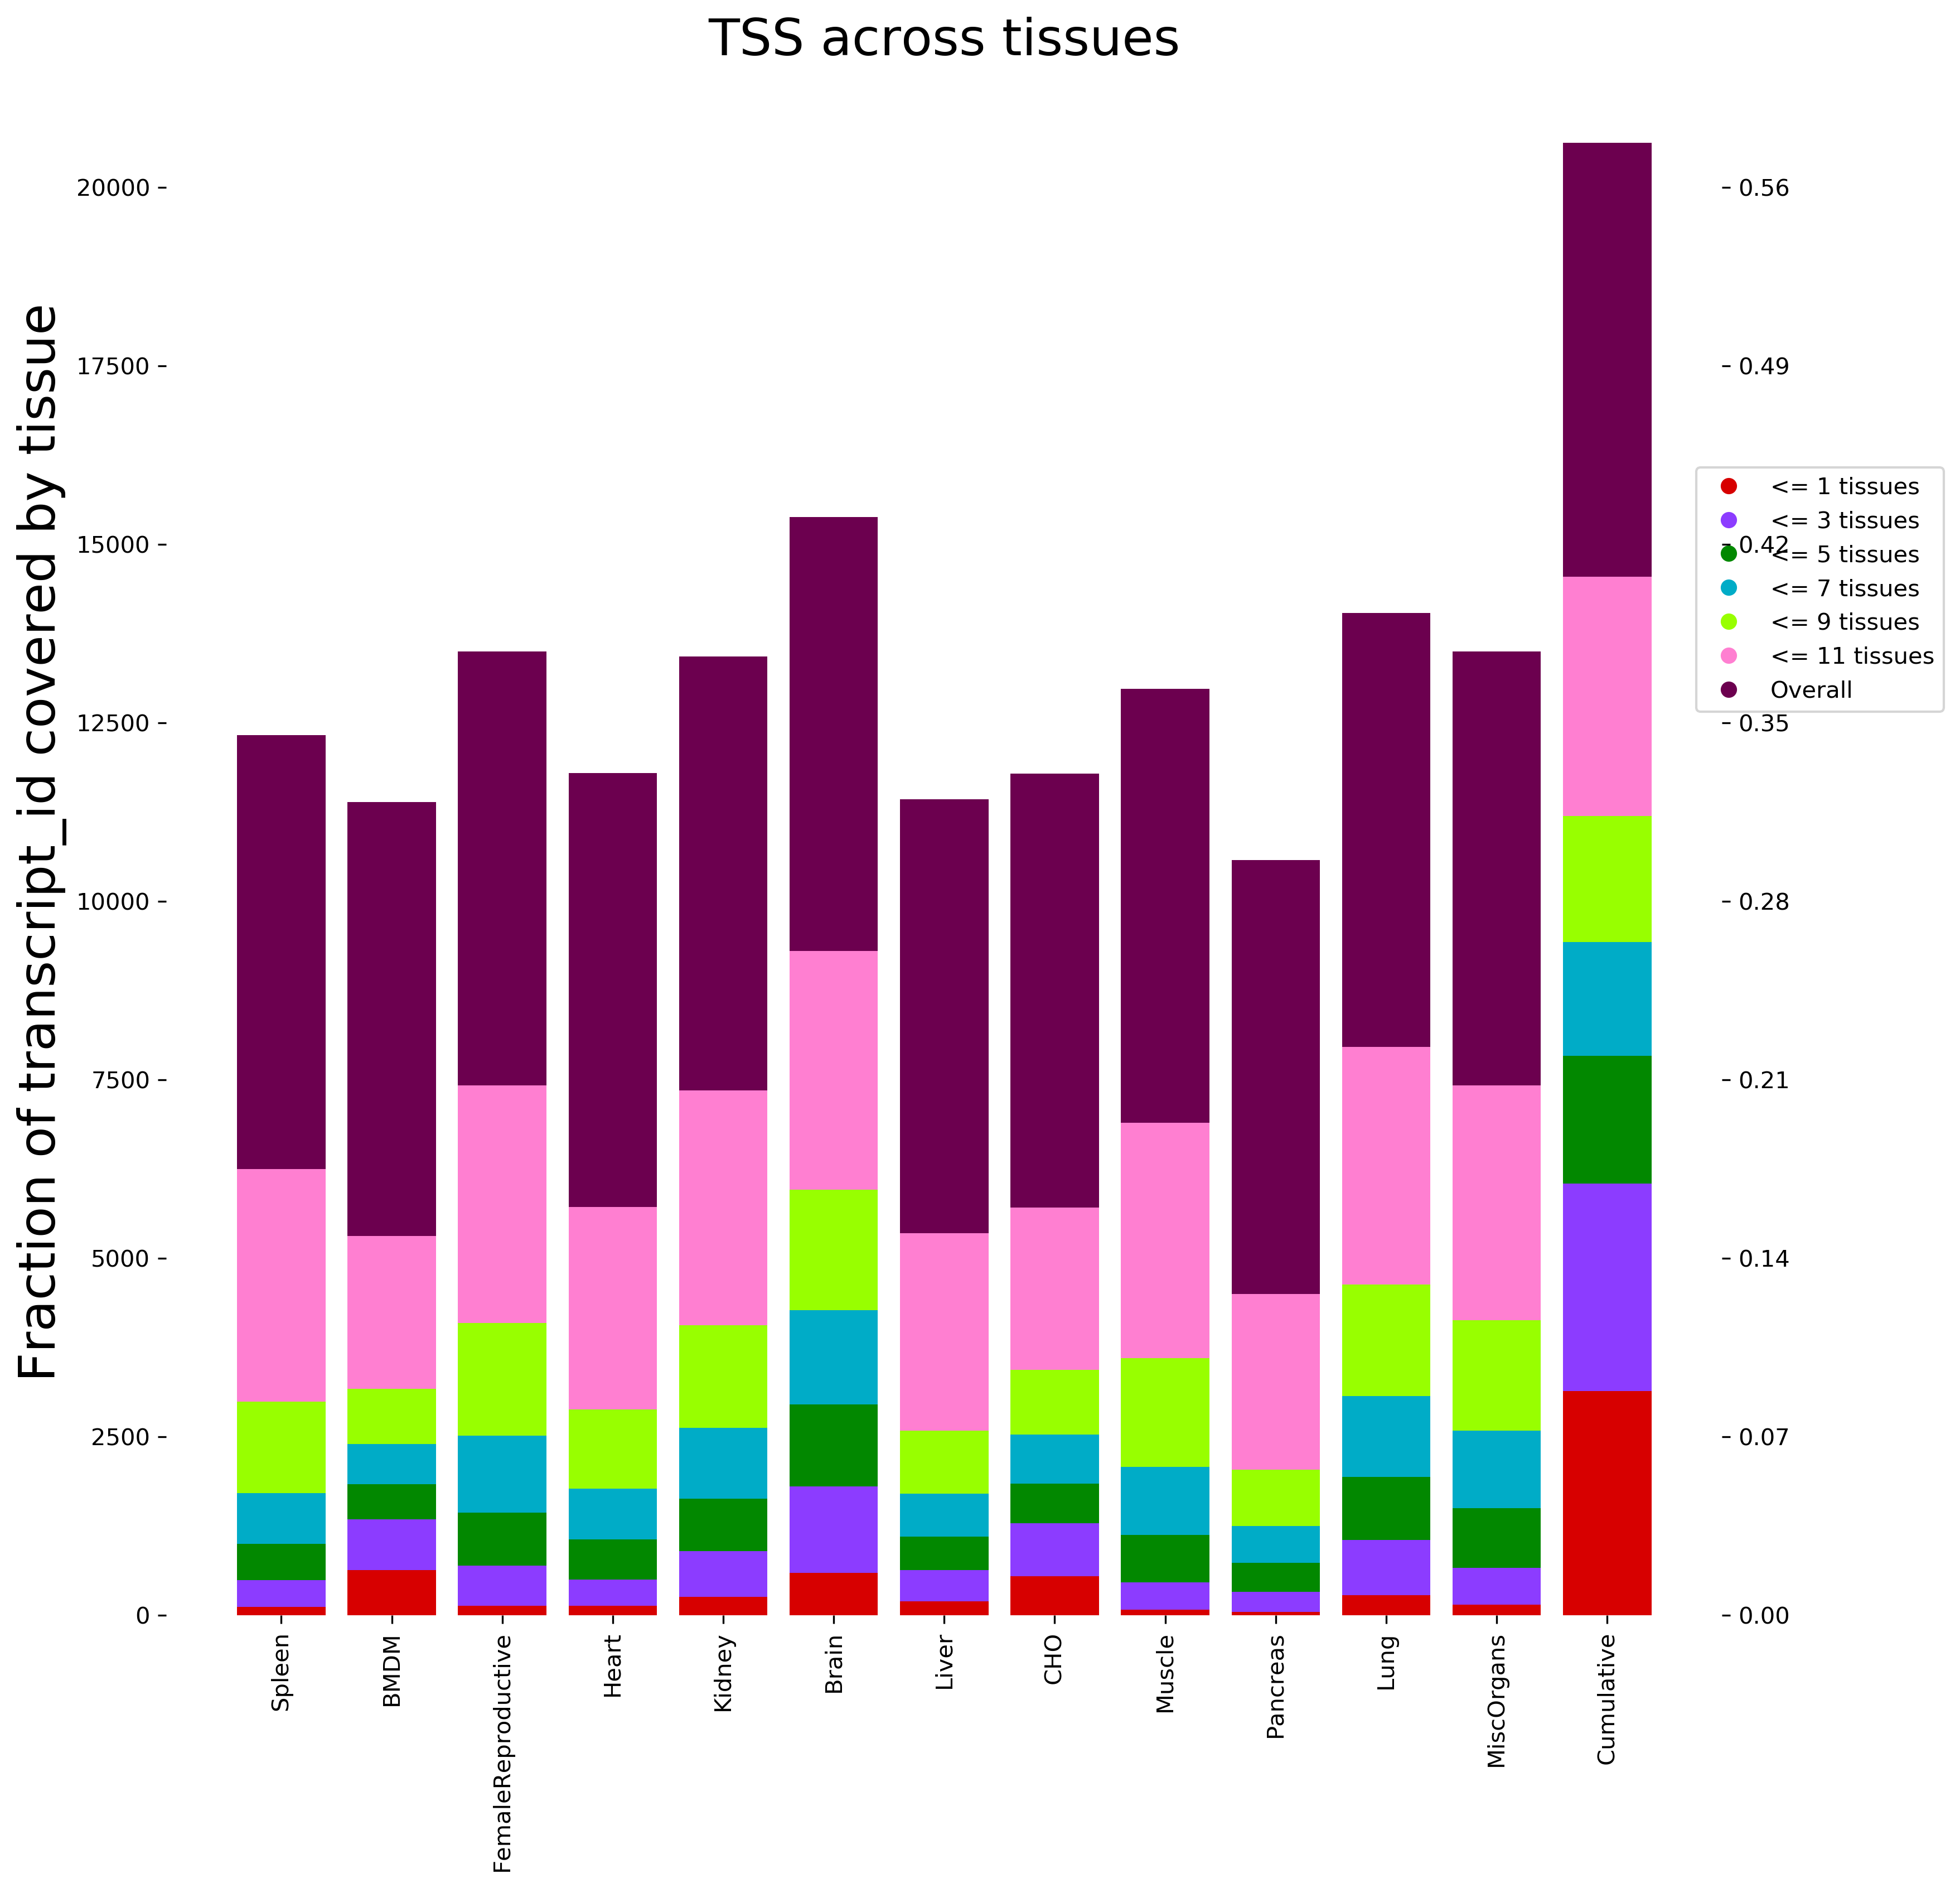 TSS across tissues
Fraction of transcript_id covered by tissue
20000
17500
15000
12500
10000
7500
5000
2500
0
0.56
0.49
0.42
0.35
0.28
0.21
0.14
0.07
0.00
<= 1 tissues
<= 3 tissues
<= 5 tissues
<= 7 tissues
<= 9 tissues
<= 11 tissues
Overall
Spleen
BMDM
FemaleReproductive
Heart
Kidney
Brain
Liver
CHO
Muscle
Pancreas
Lung
MiscOrgans
Cumulative